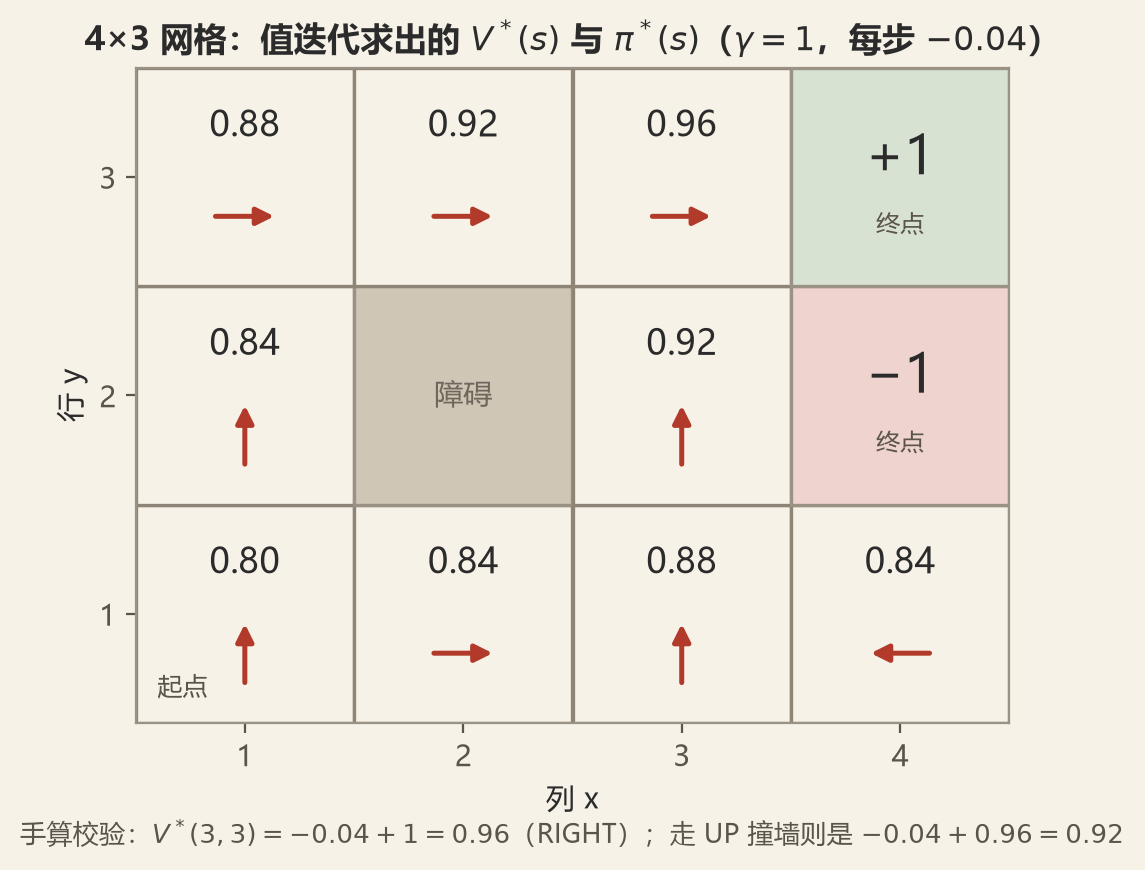 4×3 网格：值迭代求出的 V*(s) 与 π*(s)（γ = 1，每步 −0.04）
0.88 0.92 0.96 +1
终点
3
0.84 0.92 −1
障碍
终点
行 y
2
0.80 0.84 0.88 0.84
1
起点
1 2 3 4
列 x
手算校验：V*(3, 3) = −0.04 + 1 = 0.96（RIGHT）；走 UP 撞墙则是 −0.04 + 0.96 = 0.92